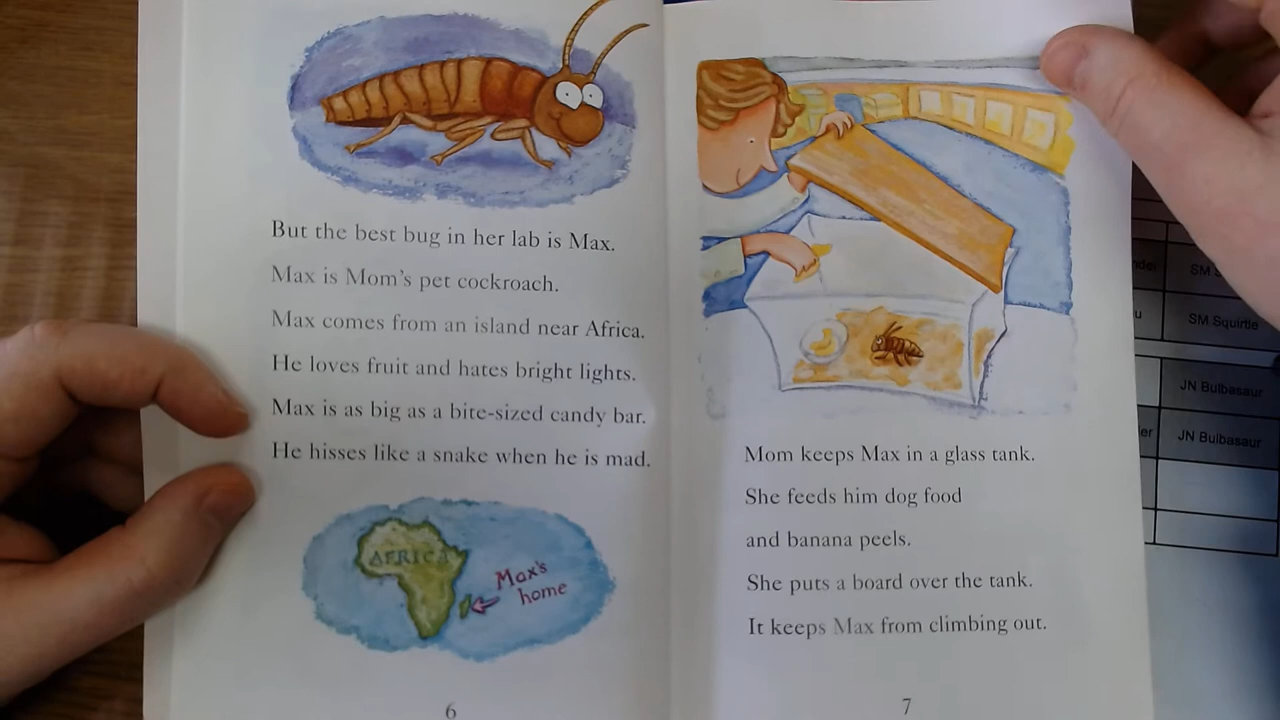 But the best bug in her lab is Max.
Max is Mom's pet cockroach.
Max comes from an island near Africa.
He loves fruit and hates bright lights.
Max is as big as a bite-sized candy bar.
He hisses like a snake when he is mad.
AFRICA
Max's
home
6
Mom keeps Max in a glass tank.
She feeds him dog food
and banana peels.
She puts a board over the tank.
It keeps Max from climbing out.
7
SM
SM Squirtle
JN Bulbasaur
JN Bulbasaur